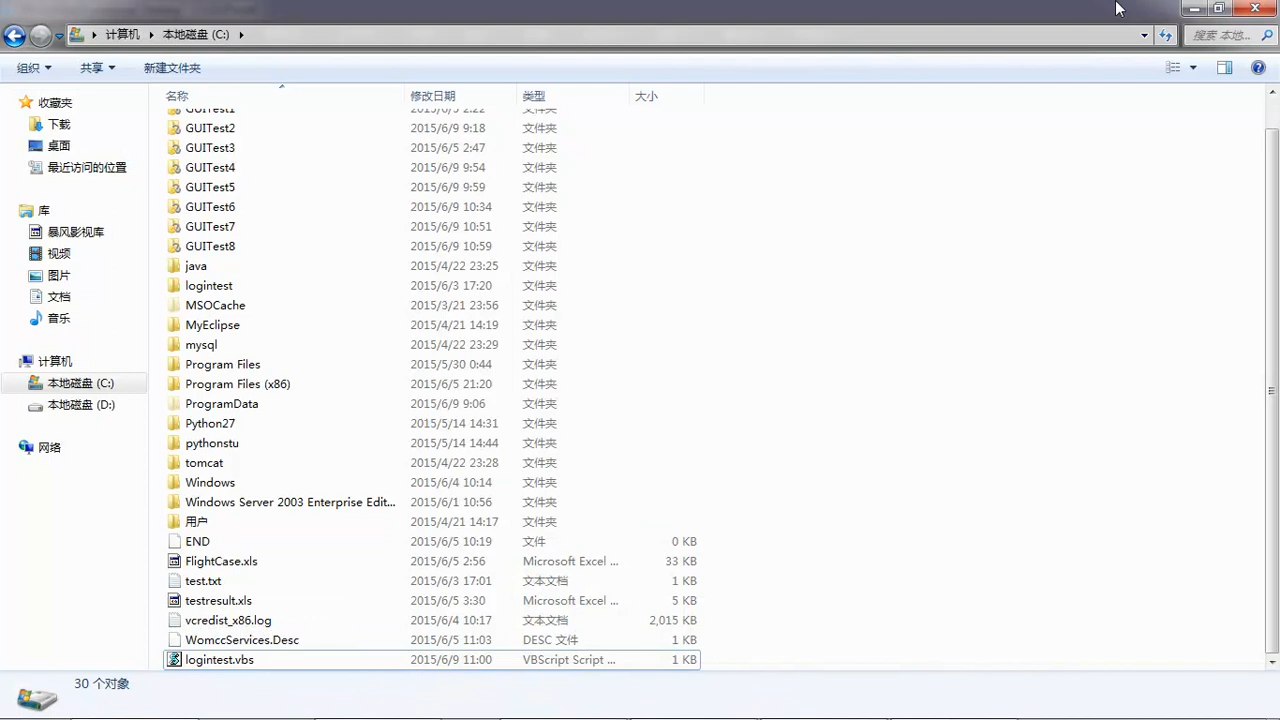 计算机 本地磁盘 (C:) 搜索 本地...
组织 共享 新建文件夹
收藏夹
下载
桌面
最近访问的位置
库
暴风影视库
视频
图片
文档
音乐
计算机
本地磁盘 (C:)
本地磁盘 (D:)
网络
名称 修改日期 类型 大小
GUITest1 2015/6/5 2:22 文件夹
GUITest2 2015/6/9 9:18 文件夹
GUITest3 2015/6/5 2:47 文件夹
GUITest4 2015/6/9 9:54 文件夹
GUITest5 2015/6/9 9:59 文件夹
GUITest6 2015/6/9 10:34 文件夹
GUITest7 2015/6/9 10:51 文件夹
GUITest8 2015/6/9 10:59 文件夹
java 2015/4/22 23:25 文件夹
logintest 2015/6/3 17:20 文件夹
MSOCache 2015/3/21 23:56 文件夹
MyEclipse 2015/4/21 14:19 文件夹
mysql 2015/4/22 23:29 文件夹
Program Files 2015/5/30 0:44 文件夹
Program Files (x86) 2015/6/5 21:20 文件夹
ProgramData 2015/6/9 9:06 文件夹
Python27 2015/5/14 14:31 文件夹
pythonstu 2015/5/14 14:44 文件夹
tomcat 2015/4/22 23:28 文件夹
Windows 2015/6/4 10:14 文件夹
Windows Server 2003 Enterprise Edit... 2015/6/1 10:56 文件夹
用户 2015/4/21 14:17 文件夹
END 2015/6/5 10:19 文件 0 KB
FlightCase.xls 2015/6/5 2:56 Microsoft Excel ... 33 KB
test.txt 2015/6/3 17:01 文本文档 1 KB
testresult.xls 2015/6/5 3:30 Microsoft Excel ... 5 KB
vcredist_x86.log 2015/6/4 10:17 文本文档 2,015 KB
WomccServices.Desc 2015/6/5 11:03 DESC 文件 1 KB
logintest.vbs 2015/6/9 11:00 VBScript Script ... 1 KB
30 个对象